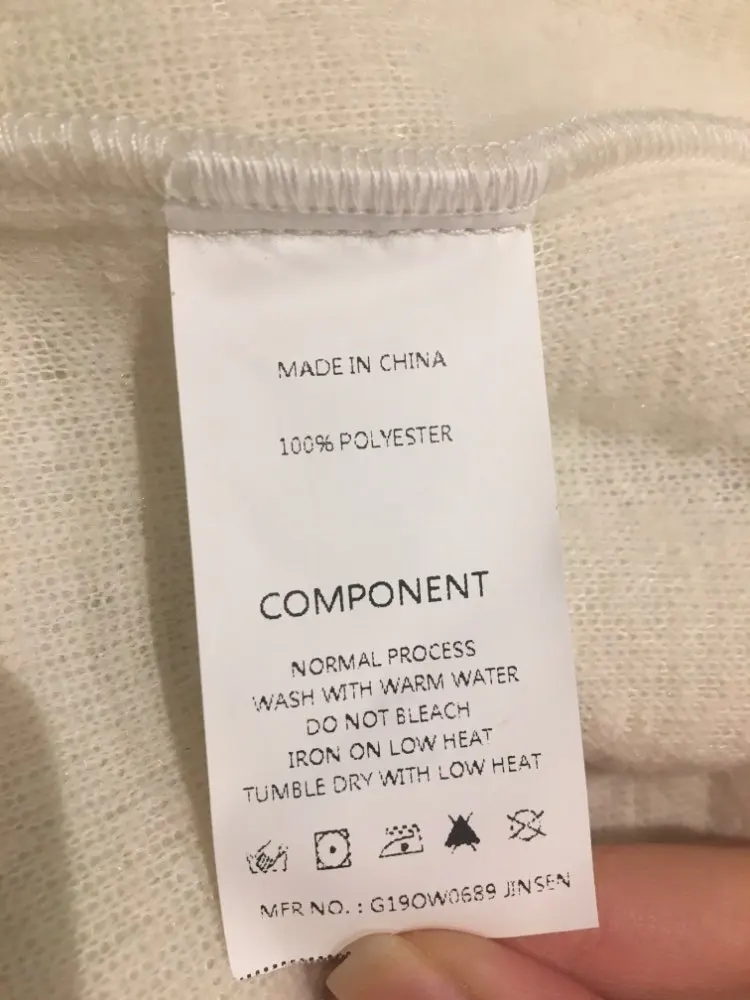 MADE IN CHINA
100% POLYESTER
COMPONENT
NORMAL PROCESS
WASH WITH WARM WATER
DO NOT BLEACH
IRON ON LOW HEAT
TUMBLE DRY WITH LOW HEAT
MFR NO. : G19OW0689 JINSEN